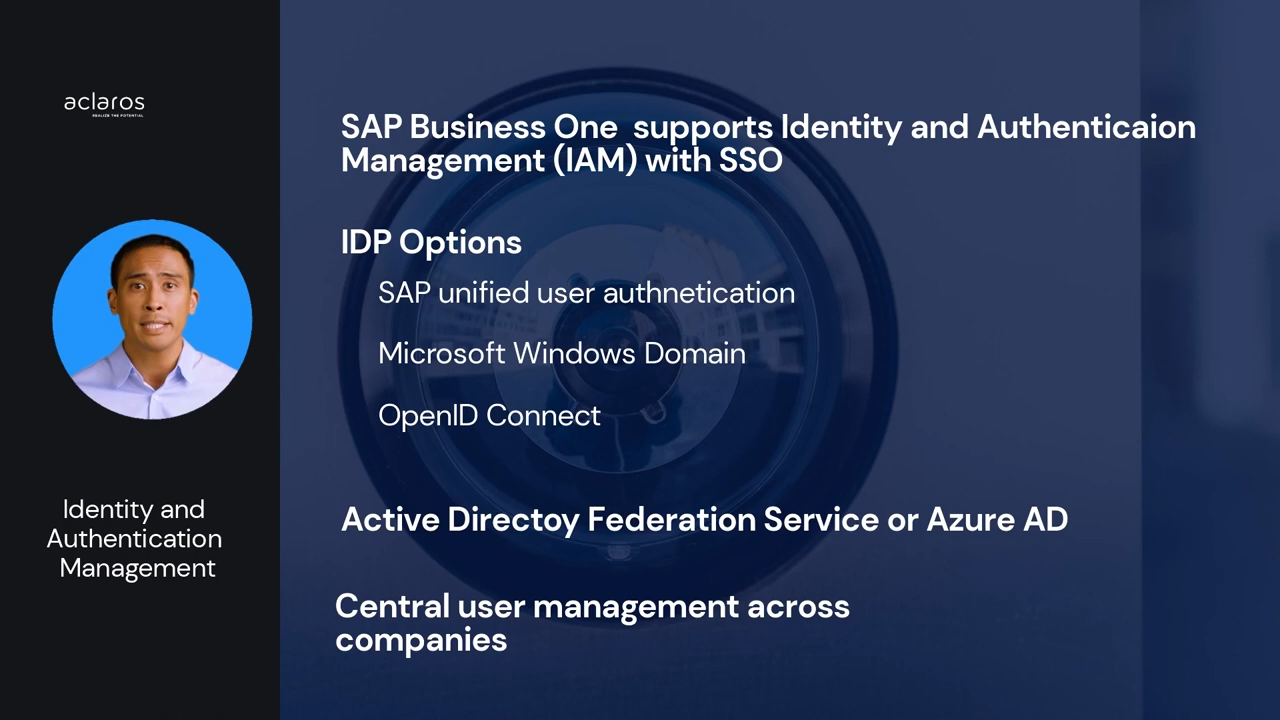 aclaros
REALIZE THE POTENTIAL
SAP Business One  supports Identity and Authenticaion
Management (IAM) with SSO
IDP Options
SAP unified user authnetication
Microsoft Windows Domain
OpenID Connect
Identity and
Authentication
Management
Active Directoy Federation Service or Azure AD
Central user management across
companies